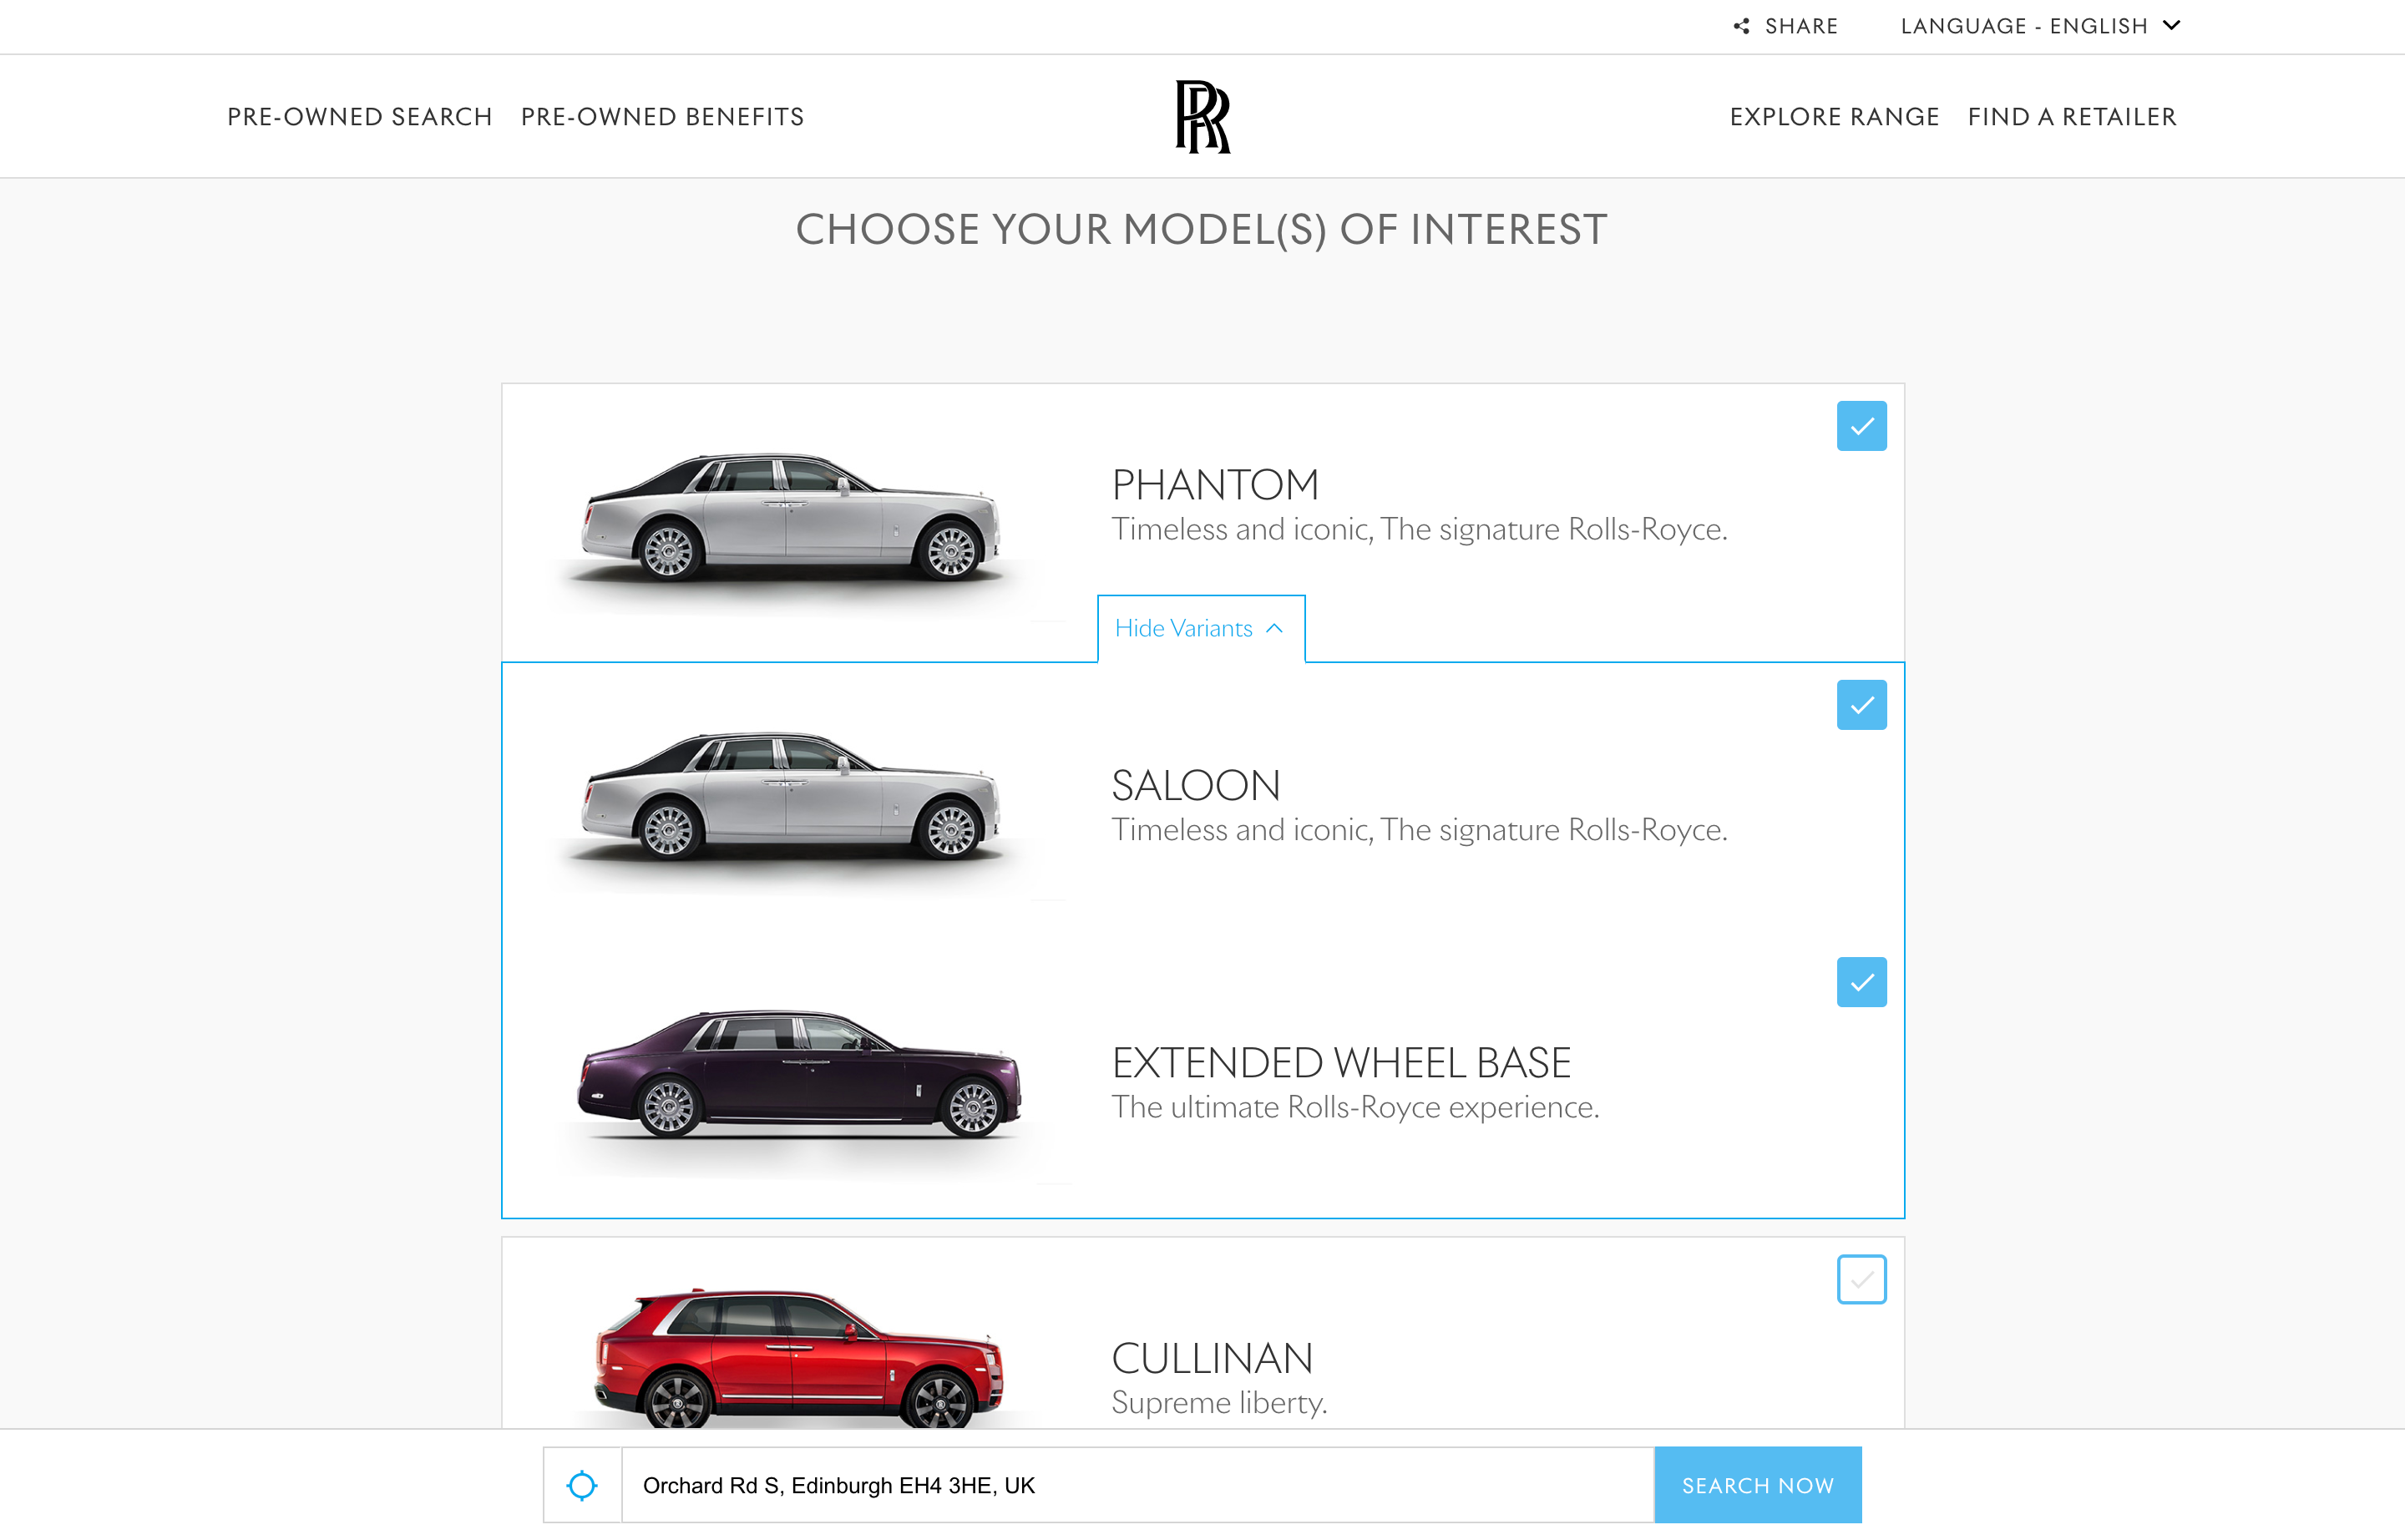 SHARE
LANGUAGE - ENGLISH
PRE-OWNED SEARCH
PRE-OWNED BENEFITS
RR
EXPLORE RANGE
FIND A RETAILER
CHOOSE YOUR MODEL(S) OF INTEREST
PHANTOM
Timeless and iconic, The signature Rolls-Royce.
Hide Variants
SALOON
Timeless and iconic, The signature Rolls-Royce.
EXTENDED WHEEL BASE
The ultimate Rolls-Royce experience.
CULLINAN
Supreme liberty.
Orchard Rd S, Edinburgh EH4 3HE, UK
SEARCH NOW